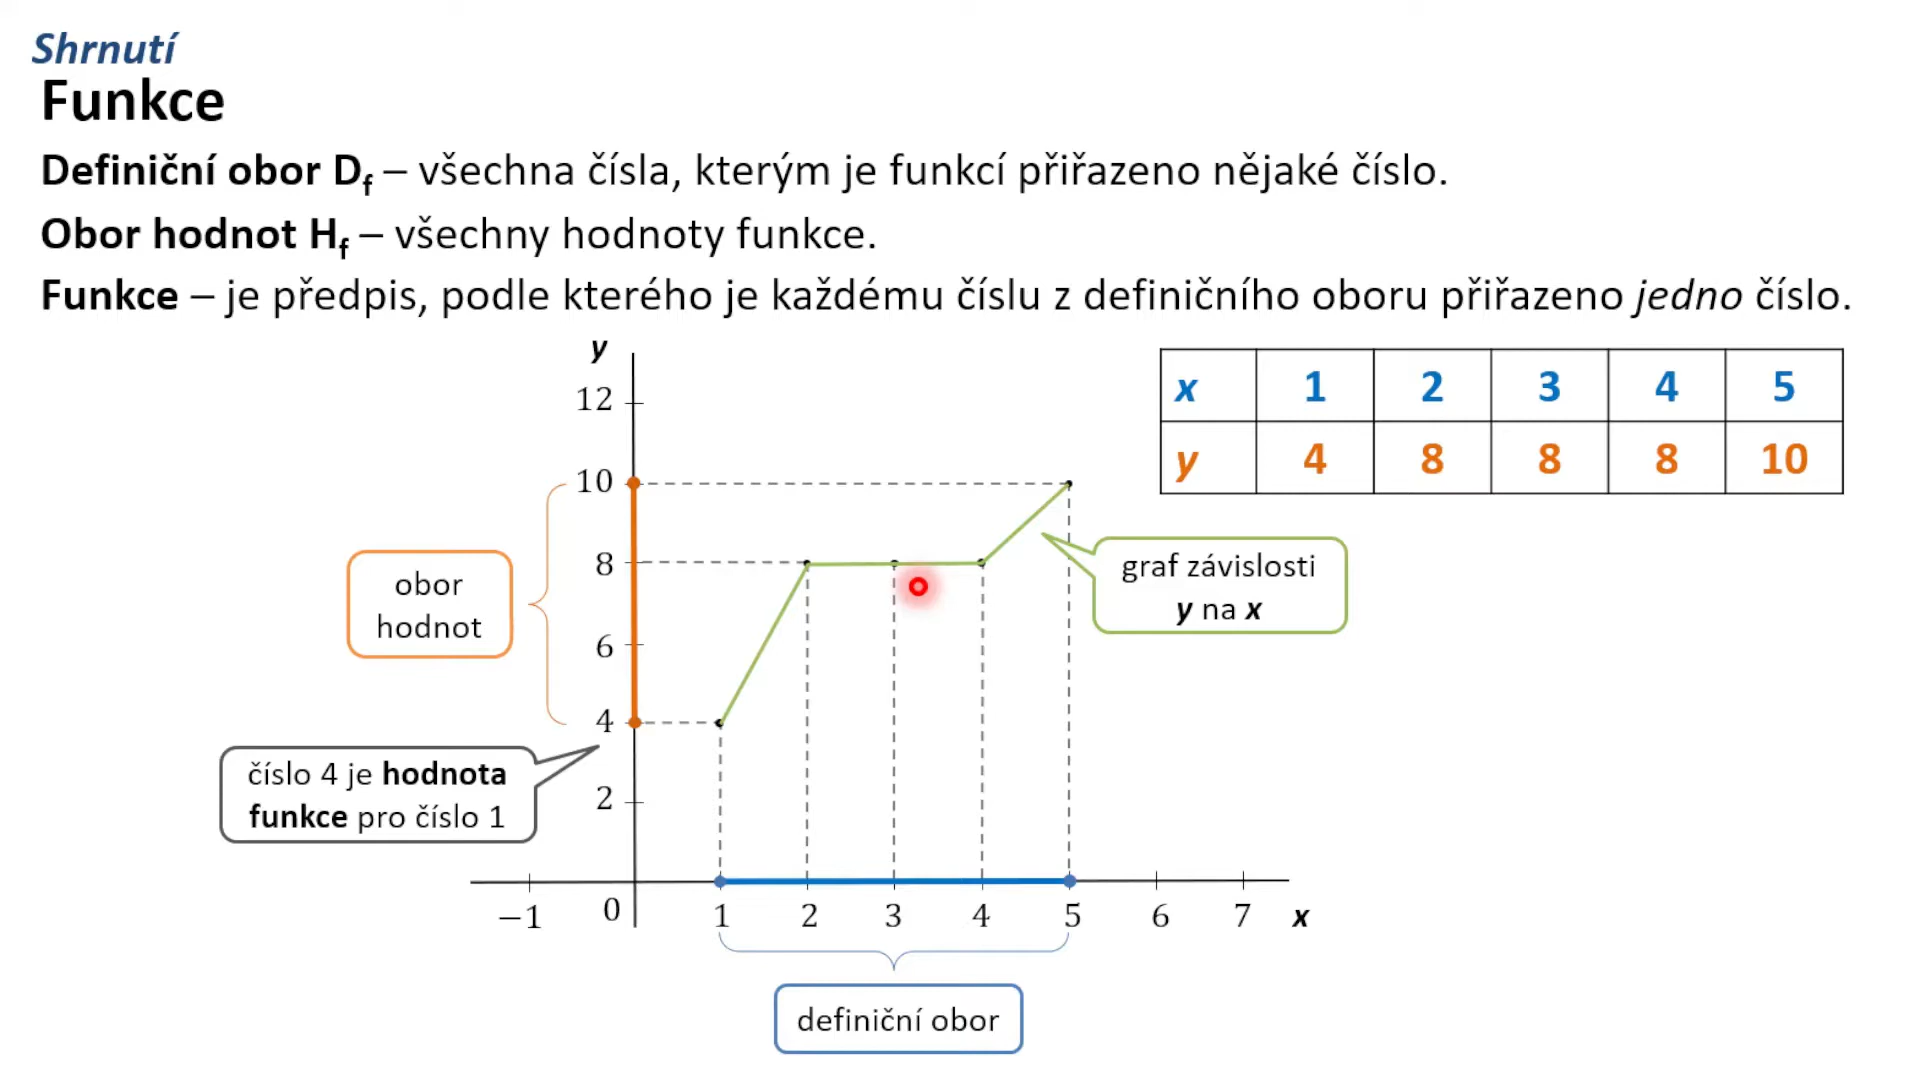 Shrnutí
Funkce
Definiční obor Df – všechna čísla, kterým je funkcí přiřazeno nějaké číslo.
Obor hodnot Hf – všechny hodnoty funkce.
Funkce – je předpis, podle kterého je každému číslu z definičního oboru přiřazeno jedno číslo.
x 1 2 3 4 5
y 4 8 8 8 10
y
12
10
8
6
4
2
obor
hodnot
graf závislosti
y na x
číslo 4 je hodnota
funkce pro číslo 1
−1 0 1 2 3 4 5 6 7 x
definiční obor